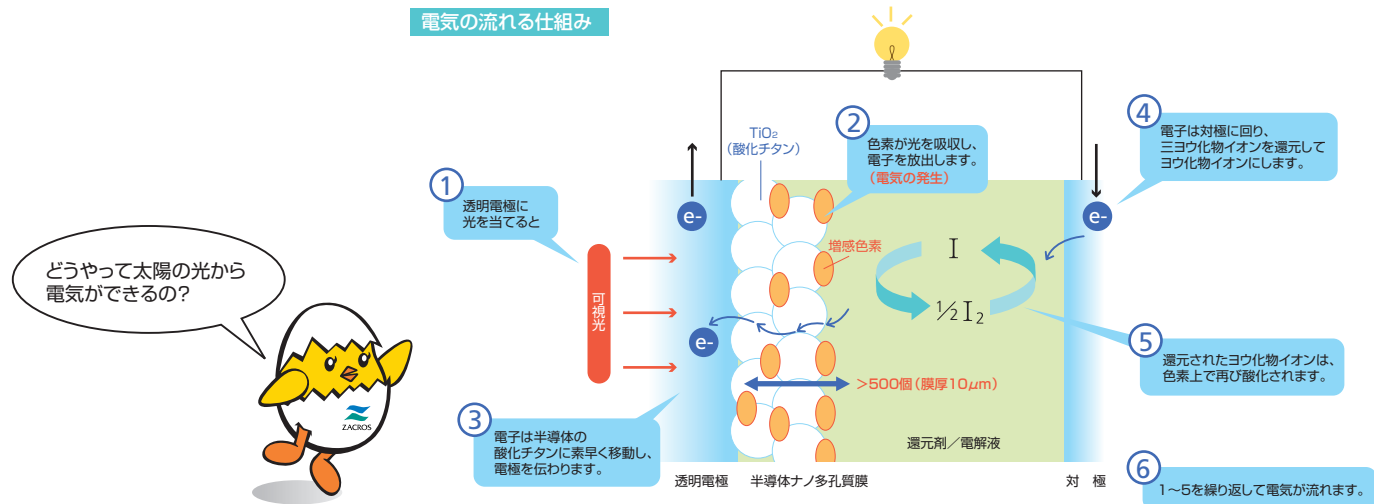 電気の流れる仕組み
①
透明電極に
光を当てると
TiO₂
(酸化チタン)
②
色素が光を吸収し、
電子を放出します。
(電気の発生)
④
電子は対極に回り、
三ヨウ化物イオンを還元して
ヨウ化物イオンにします。
e-
e-
増感色素
I
½ I₂
どうやって太陽の光から
電気ができるの？
可視光
e-
⑤
還元されたヨウ化物イオンは、
色素上で再び酸化されます。
>500個(膜厚10μm)
ZACROS
③
電子は半導体の
酸化チタンに素早く移動し、
電極を伝わります。
還元剤／電解液
透明電極
半導体ナノ多孔質膜
対 極
⑥
1～5を繰り返して電気が流れます。